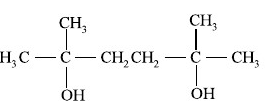 CH₃ CH₃
H₃C — C — CH₂CH₂ — C — CH₃
OH OH